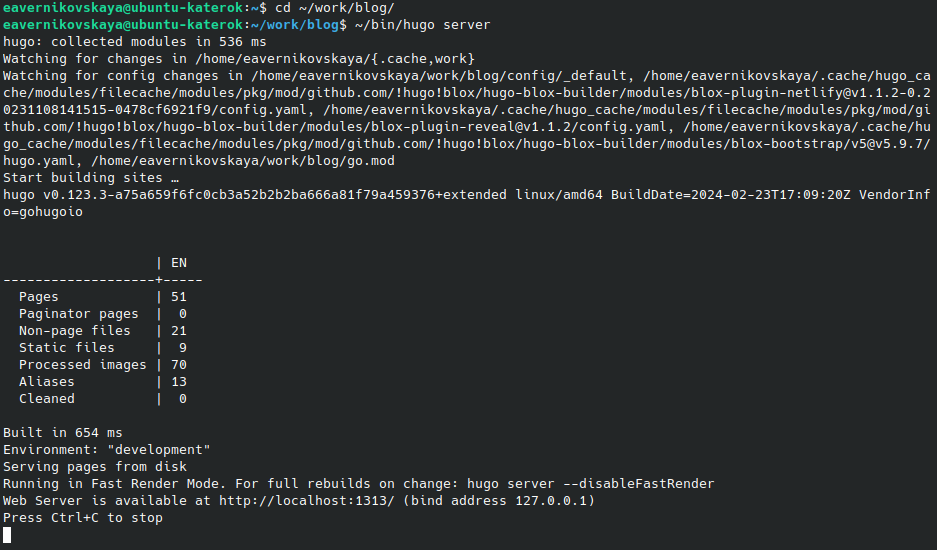 eavernikovskaya@ubuntu-katerok:~$ cd ~/work/blog/
eavernikovskaya@ubuntu-katerok:~/work/blog$ ~/bin/hugo server
hugo: collected modules in 536 ms
Watching for changes in /home/eavernikovskaya/{.cache,work}
Watching for config changes in /home/eavernikovskaya/work/blog/config/_default, /home/eavernikovskaya/.cache/hugo_ca
che/modules/filecache/modules/pkg/mod/github.com/!hugo!blox/hugo-blox-builder/modules/blox-plugin-netlify@v1.1.2-0.2
0231108141515-0478cf6921f9/config.yaml, /home/eavernikovskaya/.cache/hugo_cache/modules/filecache/modules/pkg/mod/gi
thub.com/!hugo!blox/hugo-blox-builder/modules/blox-plugin-reveal@v1.1.2/config.yaml, /home/eavernikovskaya/.cache/hu
go_cache/modules/filecache/modules/pkg/mod/github.com/!hugo!blox/hugo-blox-builder/modules/blox-bootstrap/v5@v5.9.7/
hugo.yaml, /home/eavernikovskaya/work/blog/go.mod
Start building sites …
hugo v0.123.3-a75a659f6fc0cb3a52b2b2ba666a81f79a459376+extended linux/amd64 BuildDate=2024-02-23T17:09:20Z VendorInf
o=gohugoio
                   | EN
-------------------+-----
  Pages            | 51
  Paginator pages  |  0
  Non-page files   | 21
  Static files     |  9
  Processed images | 70
  Aliases          | 13
  Cleaned          |  0
Built in 654 ms
Environment: "development"
Serving pages from disk
Running in Fast Render Mode. For full rebuilds on change: hugo server --disableFastRender
Web Server is available at http://localhost:1313/ (bind address 127.0.0.1)
Press Ctrl+C to stop